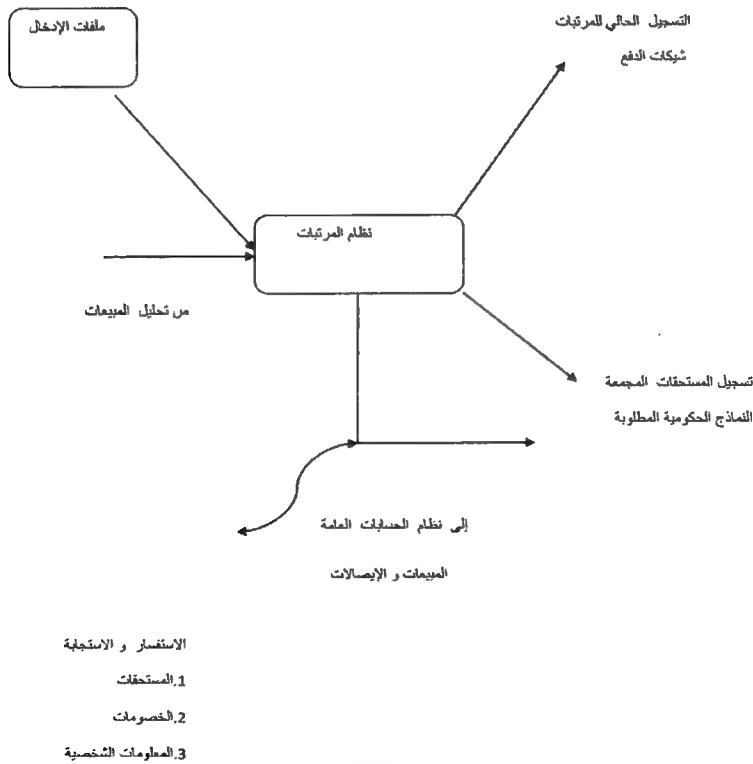 ملفات الإدخال
التسجيل الحالي للمرتبات
شيكات الدفع
نظام المرتبات
من تحليل المبيعات
تسجيل المستحقات المجمعة
النماذج الحكومية المطلوبة
إلى نظام الحسابات العامة
المبيعات و الإيصالات
الاستفسار و الاستجابة
1.المستحقات
2.الخصومات
3.المعلومات الشخصية